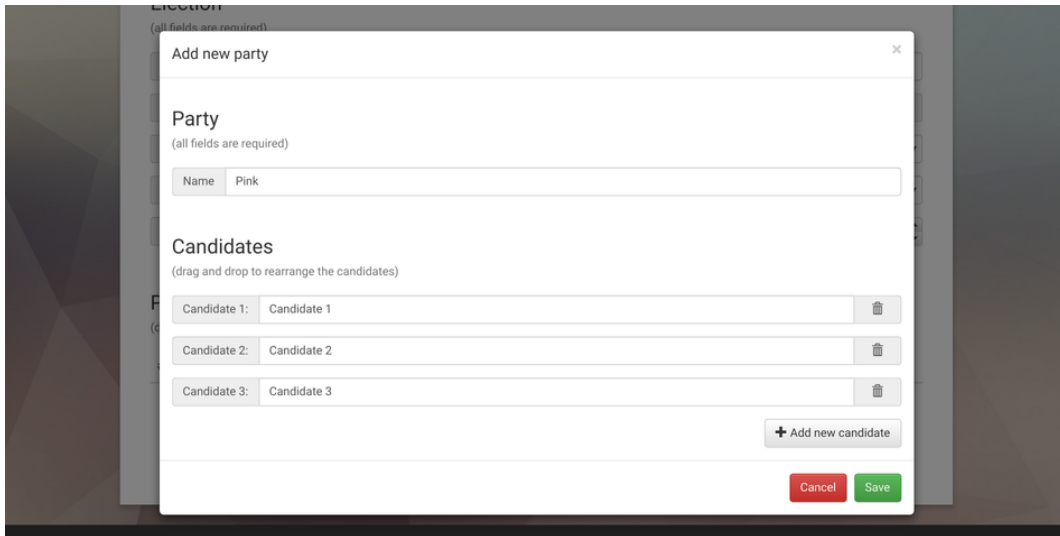 Election
(all fields are required)
Add new party ×
Party
(all fields are required)
Name Pink
Candidates
(drag and drop to rearrange the candidates)
Candidate 1: Candidate 1
Candidate 2: Candidate 2
Candidate 3: Candidate 3
+ Add new candidate
Cancel Save